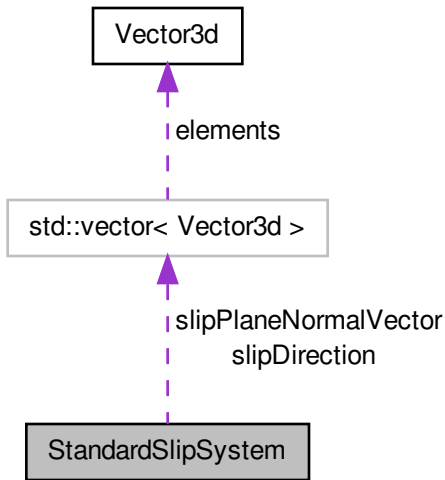 Vector3d
elements
std::vector< Vector3d >
slipPlaneNormalVector
slipDirection
StandardSlipSystem